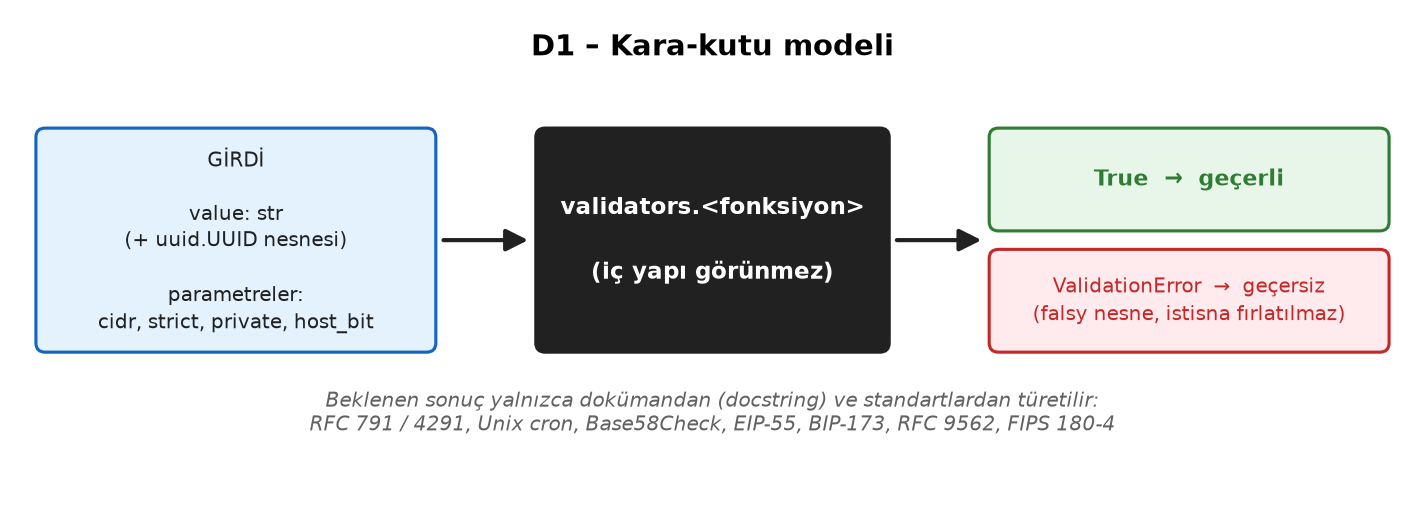 D1 – Kara-kutu modeli
GİRDİ
value: str
(+ uuid.UUID nesnesi)
parametreler:
cidr, strict, private, host_bit
validators.<fonksiyon>
(iç yapı görünmez)
True → geçerli
ValidationError → geçersiz
(falsy nesne, istisna fırlatılmaz)
Beklenen sonuç yalnızca dokümandan (docstring) ve standartlardan türetilir:
RFC 791 / 4291, Unix cron, Base58Check, EIP-55, BIP-173, RFC 9562, FIPS 180-4